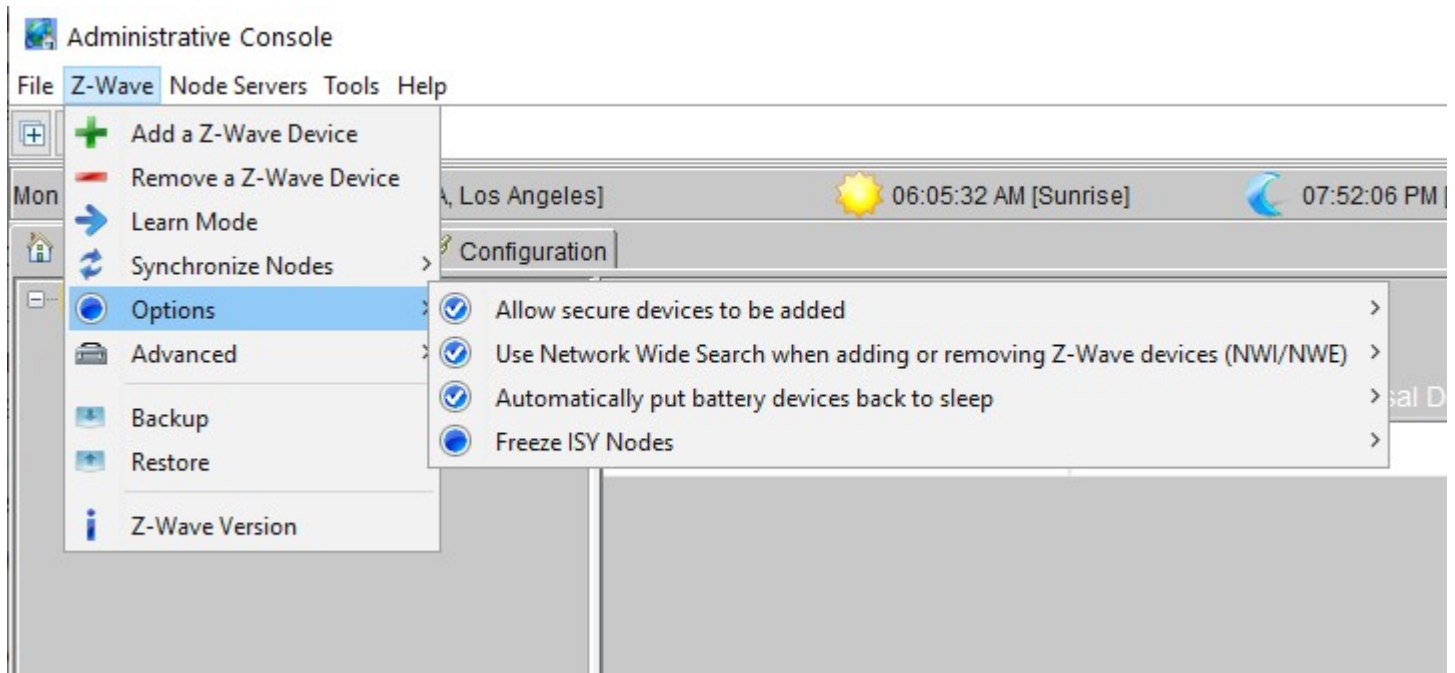 Administrative Console
File Z-Wave Node Servers Tools Help
Add a Z-Wave Device
Remove a Z-Wave Device
Mon , Los Angeles] 06:05:32 AM [Sunrise] 07:52:06 PM [
Learn Mode
Configuration
Synchronize Nodes
Options
Allow secure devices to be added
Advanced
Use Network Wide Search when adding or removing Z-Wave devices (NWI/NWE)
Automatically put battery devices back to sleep
Backup
Freeze ISY Nodes
Restore
Z-Wave Version